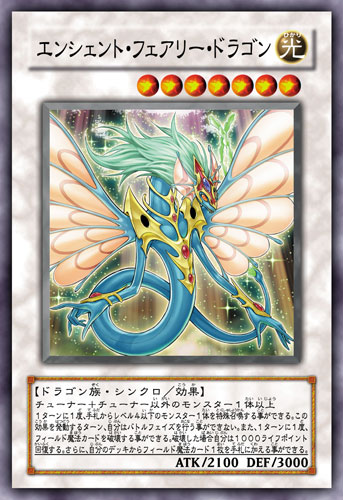 エンシェント・フェアリー・ドラゴン
光
【ドラゴン族・シンクロ/効果】
チューナー+チューナー以外のモンスター1体以上
1ターンに1度、手札からレベル4以下のモンスター1体を特殊召喚する事ができる。この
効果を発動するターン、自分はバトルフェイズを行う事ができない。また、1ターンに1度、
フィールド魔法カードを破壊する事ができる。破壊した場合自分は1000ライフポイント
回復する。さらに、自分のデッキからフィールド魔法カード1枚を手札に加える事ができる。
ATK/2100 DEF/3000